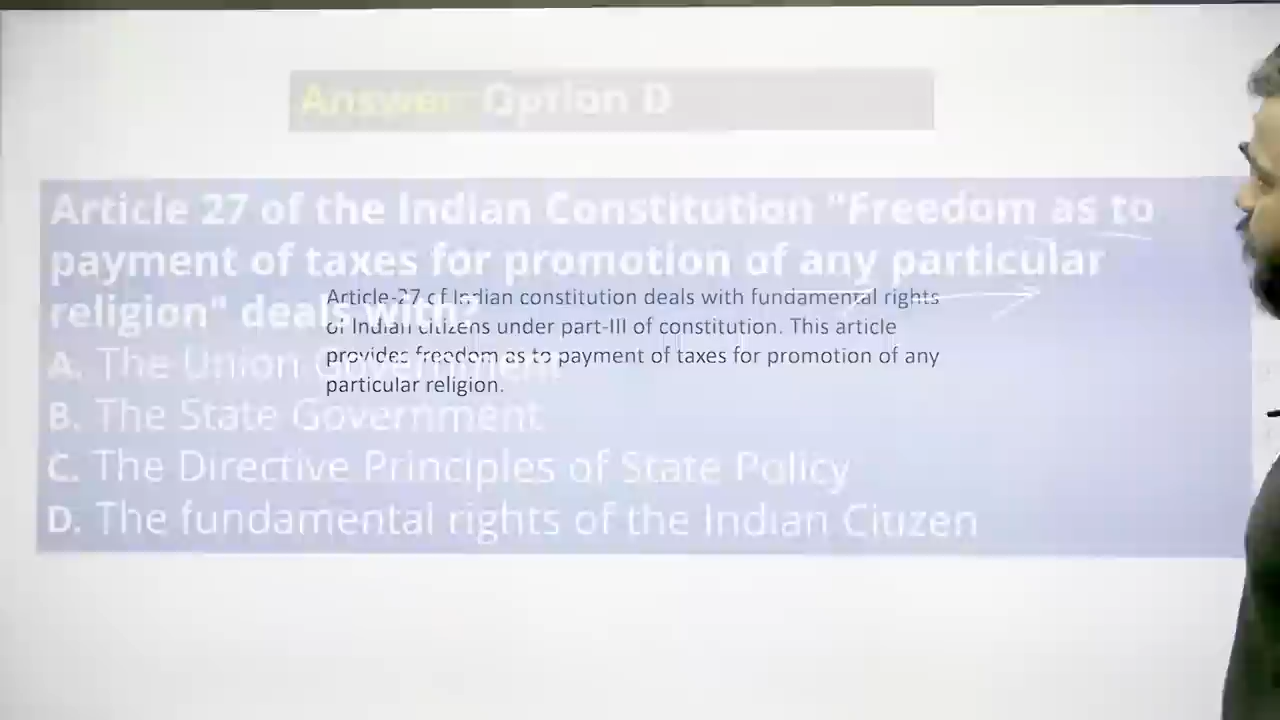 Answer: Option D
Article 27 of the Indian Constitution "Freedom as to
payment of taxes for promotion of any particular
religion" deals with?
A. The Union Government
B. The State Government
C. The Directive Principles of State Policy
D. The fundamental rights of the Indian Citizen
Article-27 of Indian constitution deals with fundamental rights
of Indian citizens under part-III of constitution. This article
provides freedom as to payment of taxes for promotion of any
particular religion.